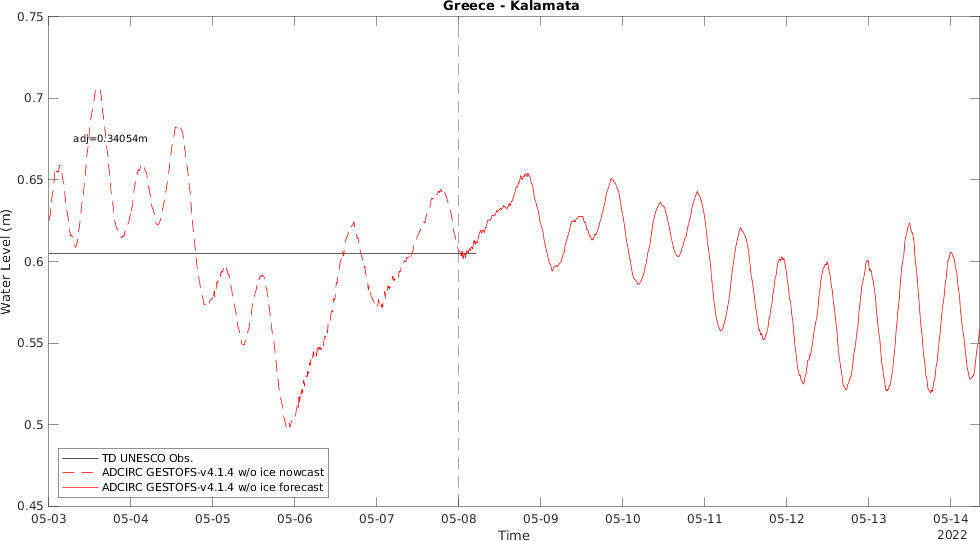 Greece - Kalamata
0.75
0.7
0.65
0.6
0.55
0.5
0.45
Water Level (m)
adj=0.34054m
TD UNESCO Obs.
ADCIRC GESTOFS-v4.1.4 w/o ice nowcast
ADCIRC GESTOFS-v4.1.4 w/o ice forecast
05-03 05-04 05-05 05-06 05-07 05-08 05-09 05-10 05-11 05-12 05-13 05-14
Time
2022